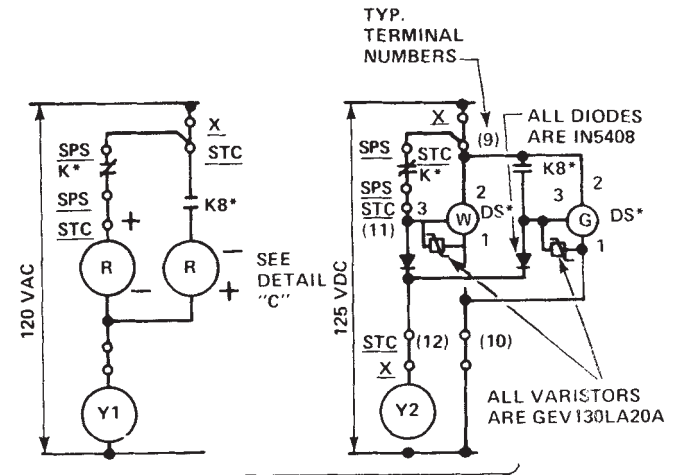 TYP.
TERMINAL
NUMBERS
X
STC
SPS
K*
SPS
STC
+
K8*
R
R
−
+
−
SEE
DETAIL
"C"
120 VAC
Y1
X
(9)
ALL DIODES
ARE IN5408
SPS
STC
K*
SPS
STC
(11)
3
2
W
DS*
1
K8*
3
2
G
DS*
1
125 VDC
STC
X
(12)
(10)
Y2
ALL VARISTORS
ARE GEV130LA20A